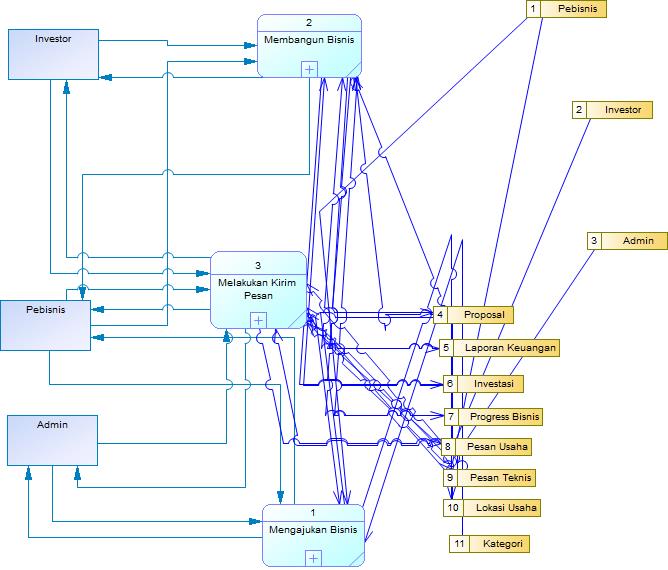 1 Pebisnis
2
Investor
Membangun Bisnis
+
2 Investor
3 Admin
3
Melakukan Kirim
Pesan
+
Pebisnis
4 Proposal
5 Laporan Keuangan
6 Investasi
7 Progress Bisnis
Admin
8 Pesan Usaha
9 Pesan Teknis
10 Lokasi Usaha
1
Mengajukan Bisnis
+
11 Kategori